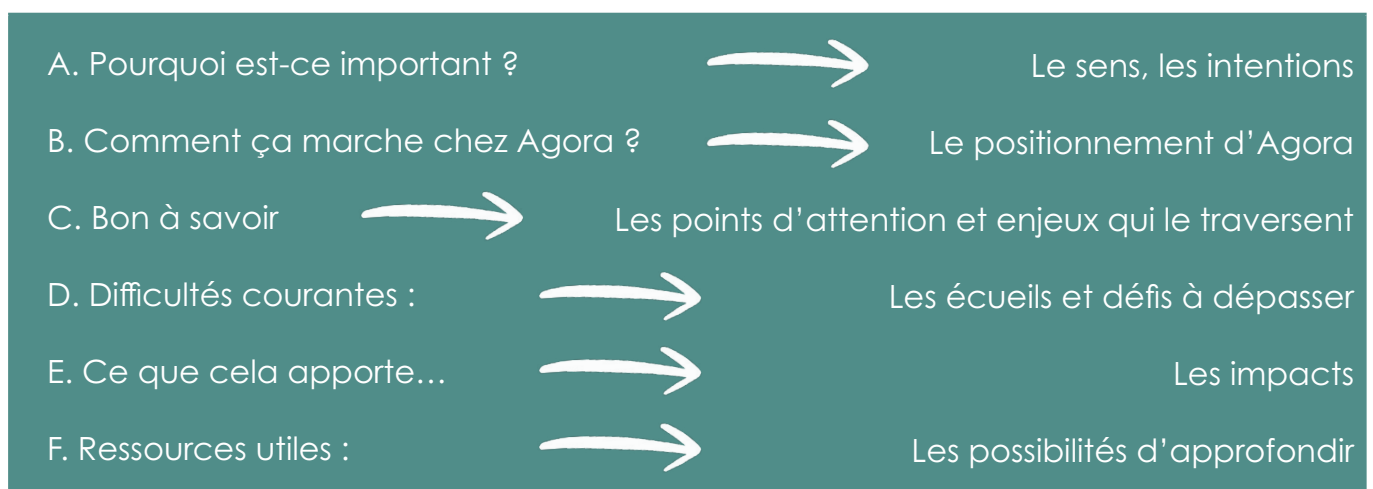 A. Pourquoi est-ce important ? Le sens, les intentions
B. Comment ça marche chez Agora ? Le positionnement d’Agora
C. Bon à savoir Les points d’attention et enjeux qui le traversent
D. Difficultés courantes : Les écueils et défis à dépasser
E. Ce que cela apporte… Les impacts
F. Ressources utiles : Les possibilités d’approfondir